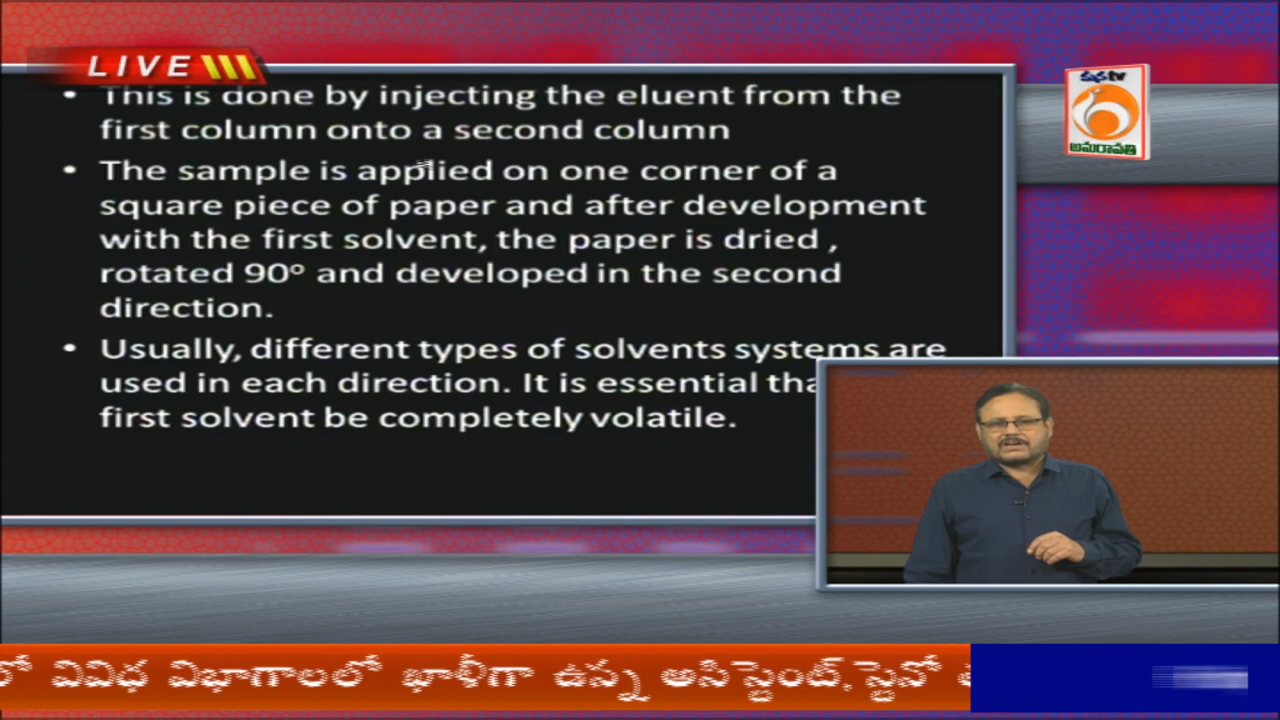 LIVE
• This is done by injecting the eluent from the
first column onto a second column
• The sample is applied on one corner of a
square piece of paper and after development
with the first solvent, the paper is dried ,
rotated 90º and developed in the second
direction.
• Usually, different types of solvents systems are
used in each direction. It is essential
first solvent be completely volatile.
మన tv
అమరావతి
లో వివిధ విభాగాలలో ఖాళీగా ఉన్న అసిస్టెంట్, స్టెనో